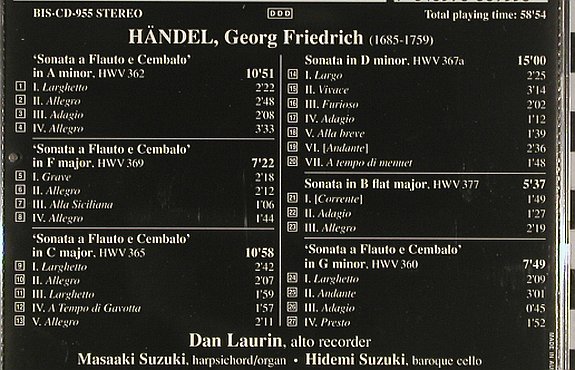 BIS-CD-955 STEREO
DDD
Total playing time: 58'54
HÄNDEL, Georg Friedrich (1685-1759)
'Sonata a Flauto e Cembalo'
in A minor, HWV 362 10'51
1 I. Larghetto 2'22
2 II. Allegro 2'48
3 III. Adagio 2'08
4 IV. Allegro 3'33
'Sonata a Flauto e Cembalo'
in F major, HWV 369 7'22
5 I. Grave 2'18
6 II. Allegro 2'12
7 III. Alla Siciliana 1'06
8 IV. Allegro 1'44
'Sonata a Flauto e Cembalo'
in C major, HWV 365 10'58
9 I. Larghetto 2'42
10 II. Allegro 2'07
11 III. Larghetto 1'59
12 IV. A Tempo di Gavotta 1'57
13 V. Allegro 2'11
Sonata in D minor, HWV 367a 15'00
14 I. Largo 2'25
15 II. Vivace 3'14
16 III. Furioso 2'02
17 IV. Adagio 1'12
18 V. Alla breve 1'39
19 VI. [Andante] 2'36
20 VII. A tempo di menuet 1'48
Sonata in B flat major, HWV 377 5'37
21 I. [Corrente] 1'49
22 II. Adagio 1'27
23 III. Allegro 2'19
'Sonata a Flauto e Cembalo'
in G minor, HWV 360 7'49
24 I. Larghetto 2'09
25 II. Andante 3'01
26 III. Adagio 0'45
27 IV. Presto 1'52
Dan Laurin, alto recorder
Masaaki Suzuki, harpsichord/organ • Hidemi Suzuki, baroque cello